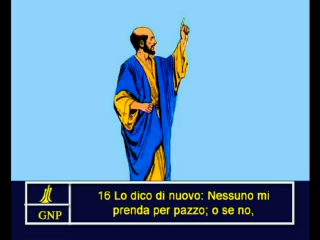 16 Lo dico di nuovo: Nessuno mi
prenda per pazzo; o se no,
GNP